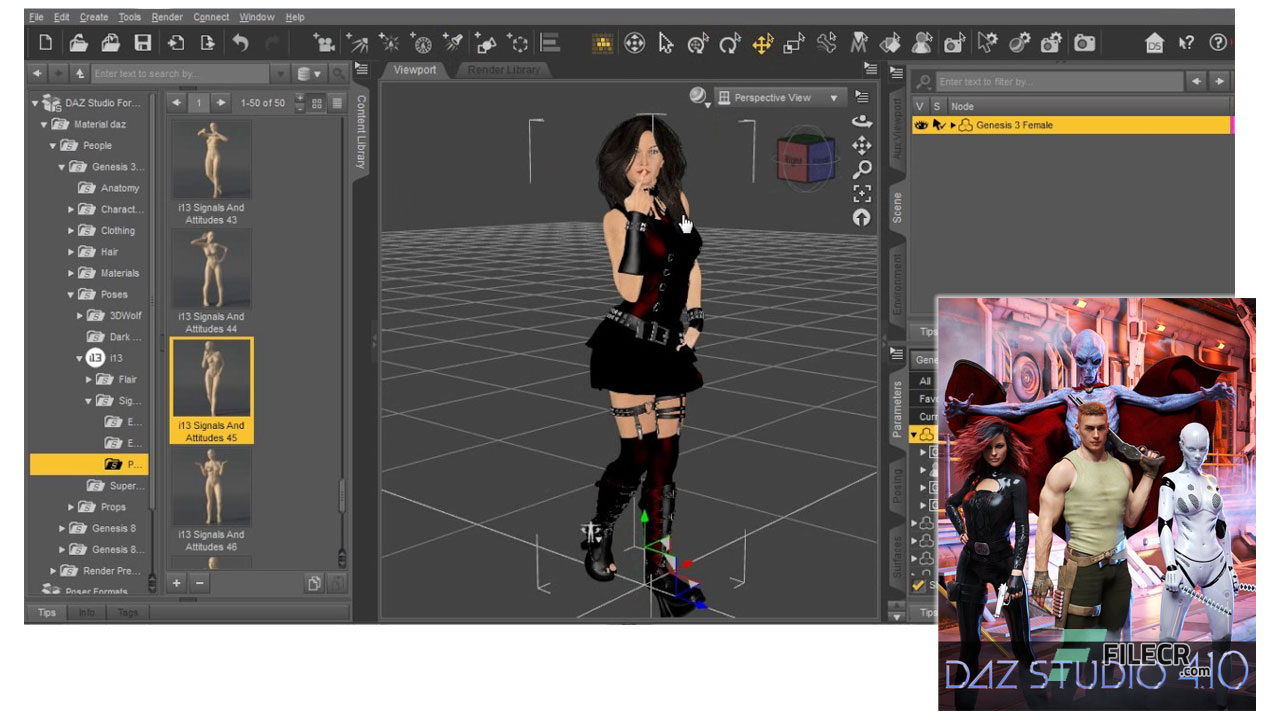 File Edit Create Tools Render Connect Window Help
Enter text to search by...
Viewport
Render Library
Enter text to filter by...
DAZ Studio For...
Material daz
People
Genesis 3...
Anatomy
Charact...
Clothing
Hair
Materials
Poses
3DWolf
Dark ...
i13
i13
Flair
Sig...
E...
E...
P...
Super...
Props
Genesis 8
Genesis 8...
Render Pre...
Poser Formats
Tips Info Tags
1 1-50 of 50
i13 Signals And
Attitudes 43
i13 Signals And
Attitudes 44
i13 Signals And
Attitudes 45
i13 Signals And
Attitudes 46
Content Library
Perspective View
Right
DS
V S Node
Genesis 3 Female
Aux Viewport
Scene
Environment
Tips
Parameters
Posing
Surfaces
Gene
All
Favo
Curr
S
Tips
FILECR
.com
DAZ STUDIO 4.10